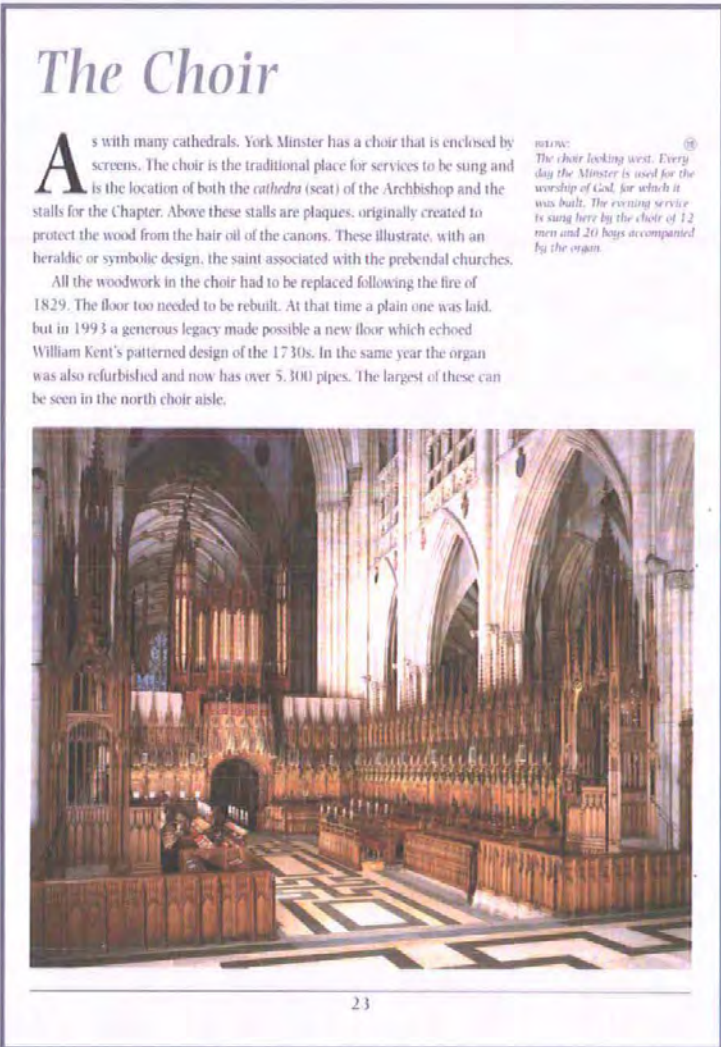 The Choir
As with many cathedrals, York Minster has a choir that is enclosed by
screens. The choir is the traditional place for services to be sung and
is the location of both the cathedra (seat) of the Archbishop and the
stalls for the Chapter. Above these stalls are plaques, originally created to
protect the wood from the hair oil of the canons. These illustrate, with an
heraldic or symbolic design, the saint associated with the prebendal churches.
All the woodwork in the choir had to be replaced following the fire of
1829. The floor too needed to be rebuilt. At that time a plain one was laid,
but in 1993 a generous legacy made possible a new floor which echoed
William Kent's patterned design of the 1730s. In the same year the organ
was also refurbished and now has over 5,300 pipes. The largest of these can
be seen in the north choir aisle.
BELOW:
The choir looking west. Every
day the Minster is used for the
worship of God, for which it
was built. The evening service
is sung here by the choir of 12
men and 20 boys accompanied
by the organ.
23